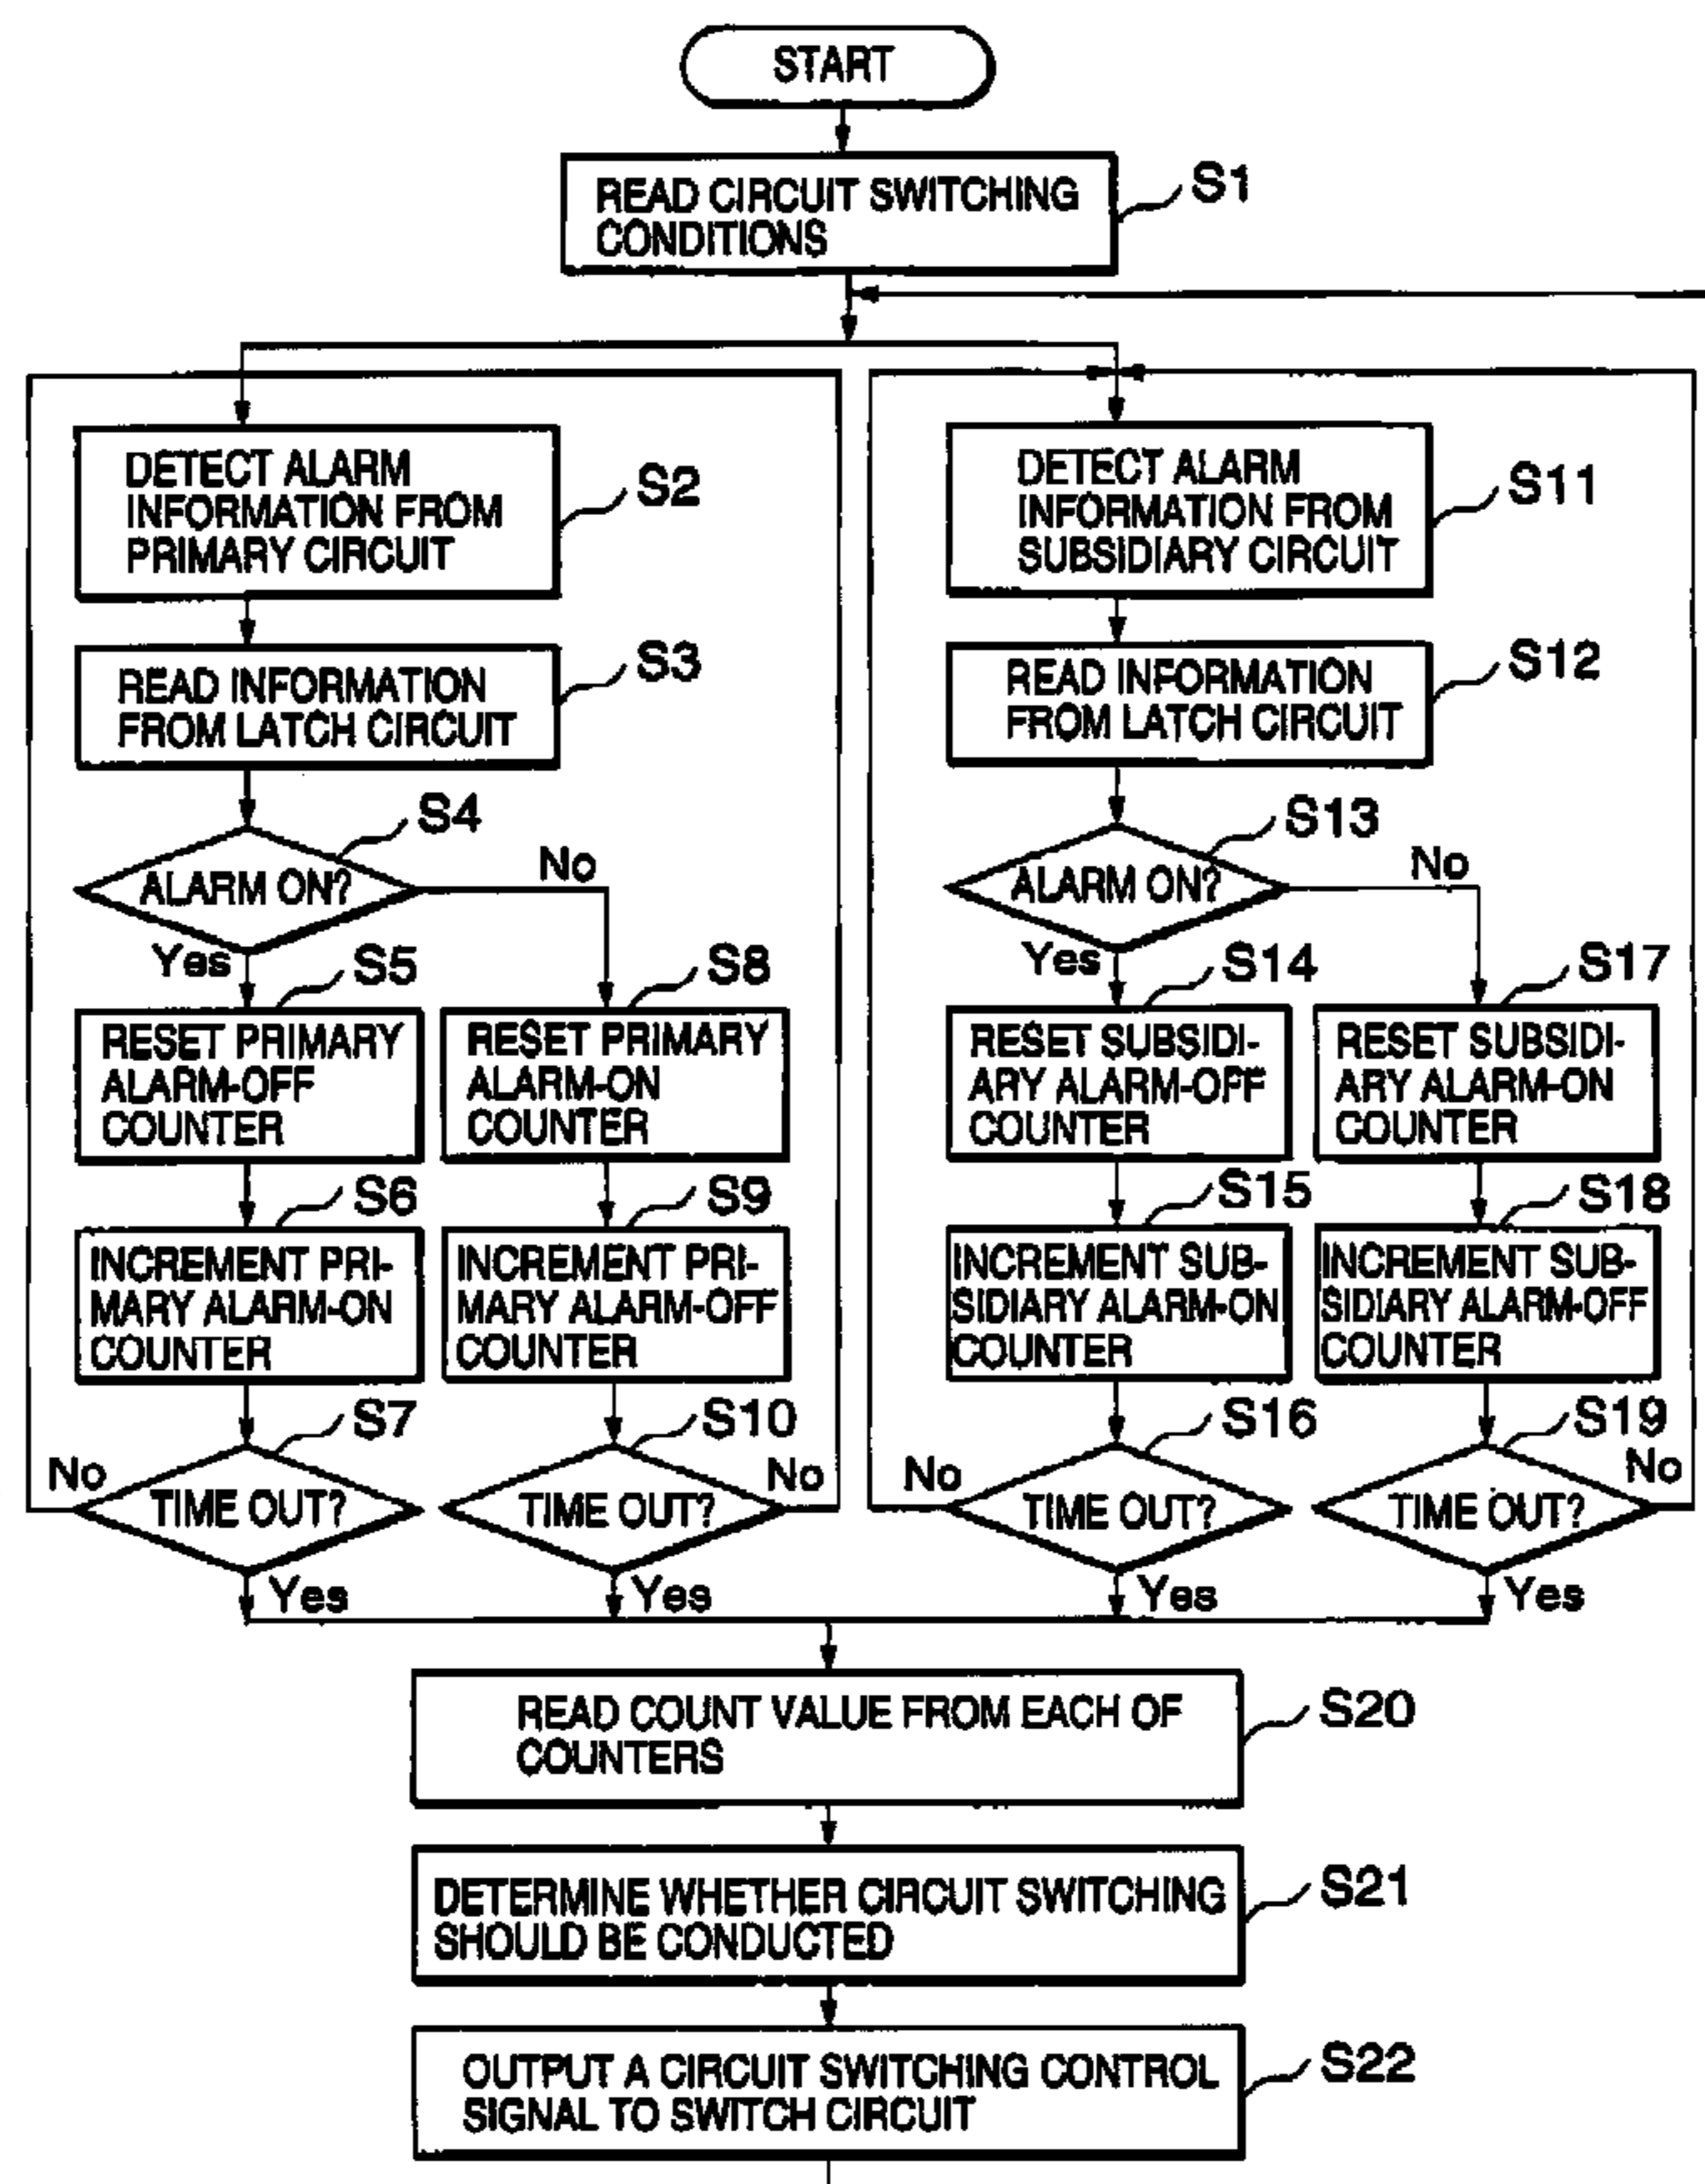 START
READ CIRCUIT SWITCHING
CONDITIONS
S1
DETECT ALARM
INFORMATION FROM
PRIMARY CIRCUIT
S2
READ INFORMATION
FROM LATCH CIRCUIT
S3
ALARM ON?
S4
No
Yes
RESET PRIMARY
ALARM-OFF
COUNTER
S5
RESET PRIMARY
ALARM-ON
COUNTER
S8
INCREMENT PRI-
MARY ALARM-ON
COUNTER
S6
INCREMENT PRI-
MARY ALARM-OFF
COUNTER
S9
TIME OUT?
S7
No
Yes
TIME OUT?
S10
No
Yes
DETECT ALARM
INFORMATION FROM
SUBSIDIARY CIRCUIT
S11
READ INFORMATION
FROM LATCH CIRCUIT
S12
ALARM ON?
S13
No
Yes
RESET SUBSIDI-
ARY ALARM-OFF
COUNTER
S14
RESET SUBSIDI-
ARY ALARM-ON
COUNTER
S17
INCREMENT SUB-
SIDIARY ALARM-ON
COUNTER
S15
INCREMENT SUB-
SIDIARY ALARM-OFF
COUNTER
S18
TIME OUT?
S16
No
Yes
TIME OUT?
S19
No
Yes
READ COUNT VALUE FROM EACH OF
COUNTERS
S20
DETERMINE WHETHER CIRCUIT SWITCHING
SHOULD BE CONDUCTED
S21
OUTPUT A CIRCUIT SWITCHING CONTROL
SIGNAL TO SWITCH CIRCUIT
S22